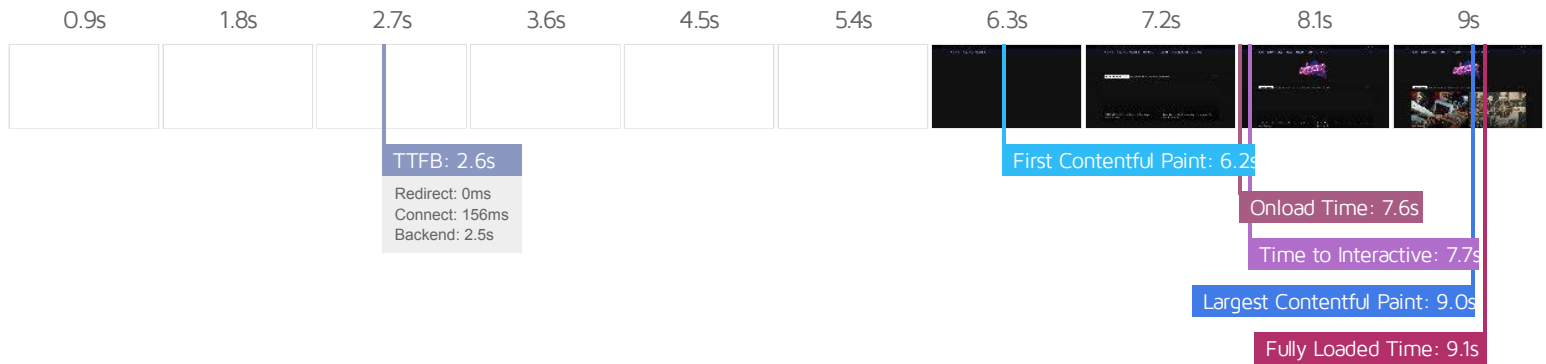 0.9s 1.8s 2.7s 3.6s 4.5s 5.4s 6.3s 7.2s 8.1s 9s
TTFB: 2.6s
Redirect: 0ms
Connect: 156ms
Backend: 2.5s
First Contentful Paint: 6.2s
Onload Time: 7.6s
Time to Interactive: 7.7s
Largest Contentful Paint: 9.0s
Fully Loaded Time: 9.1s